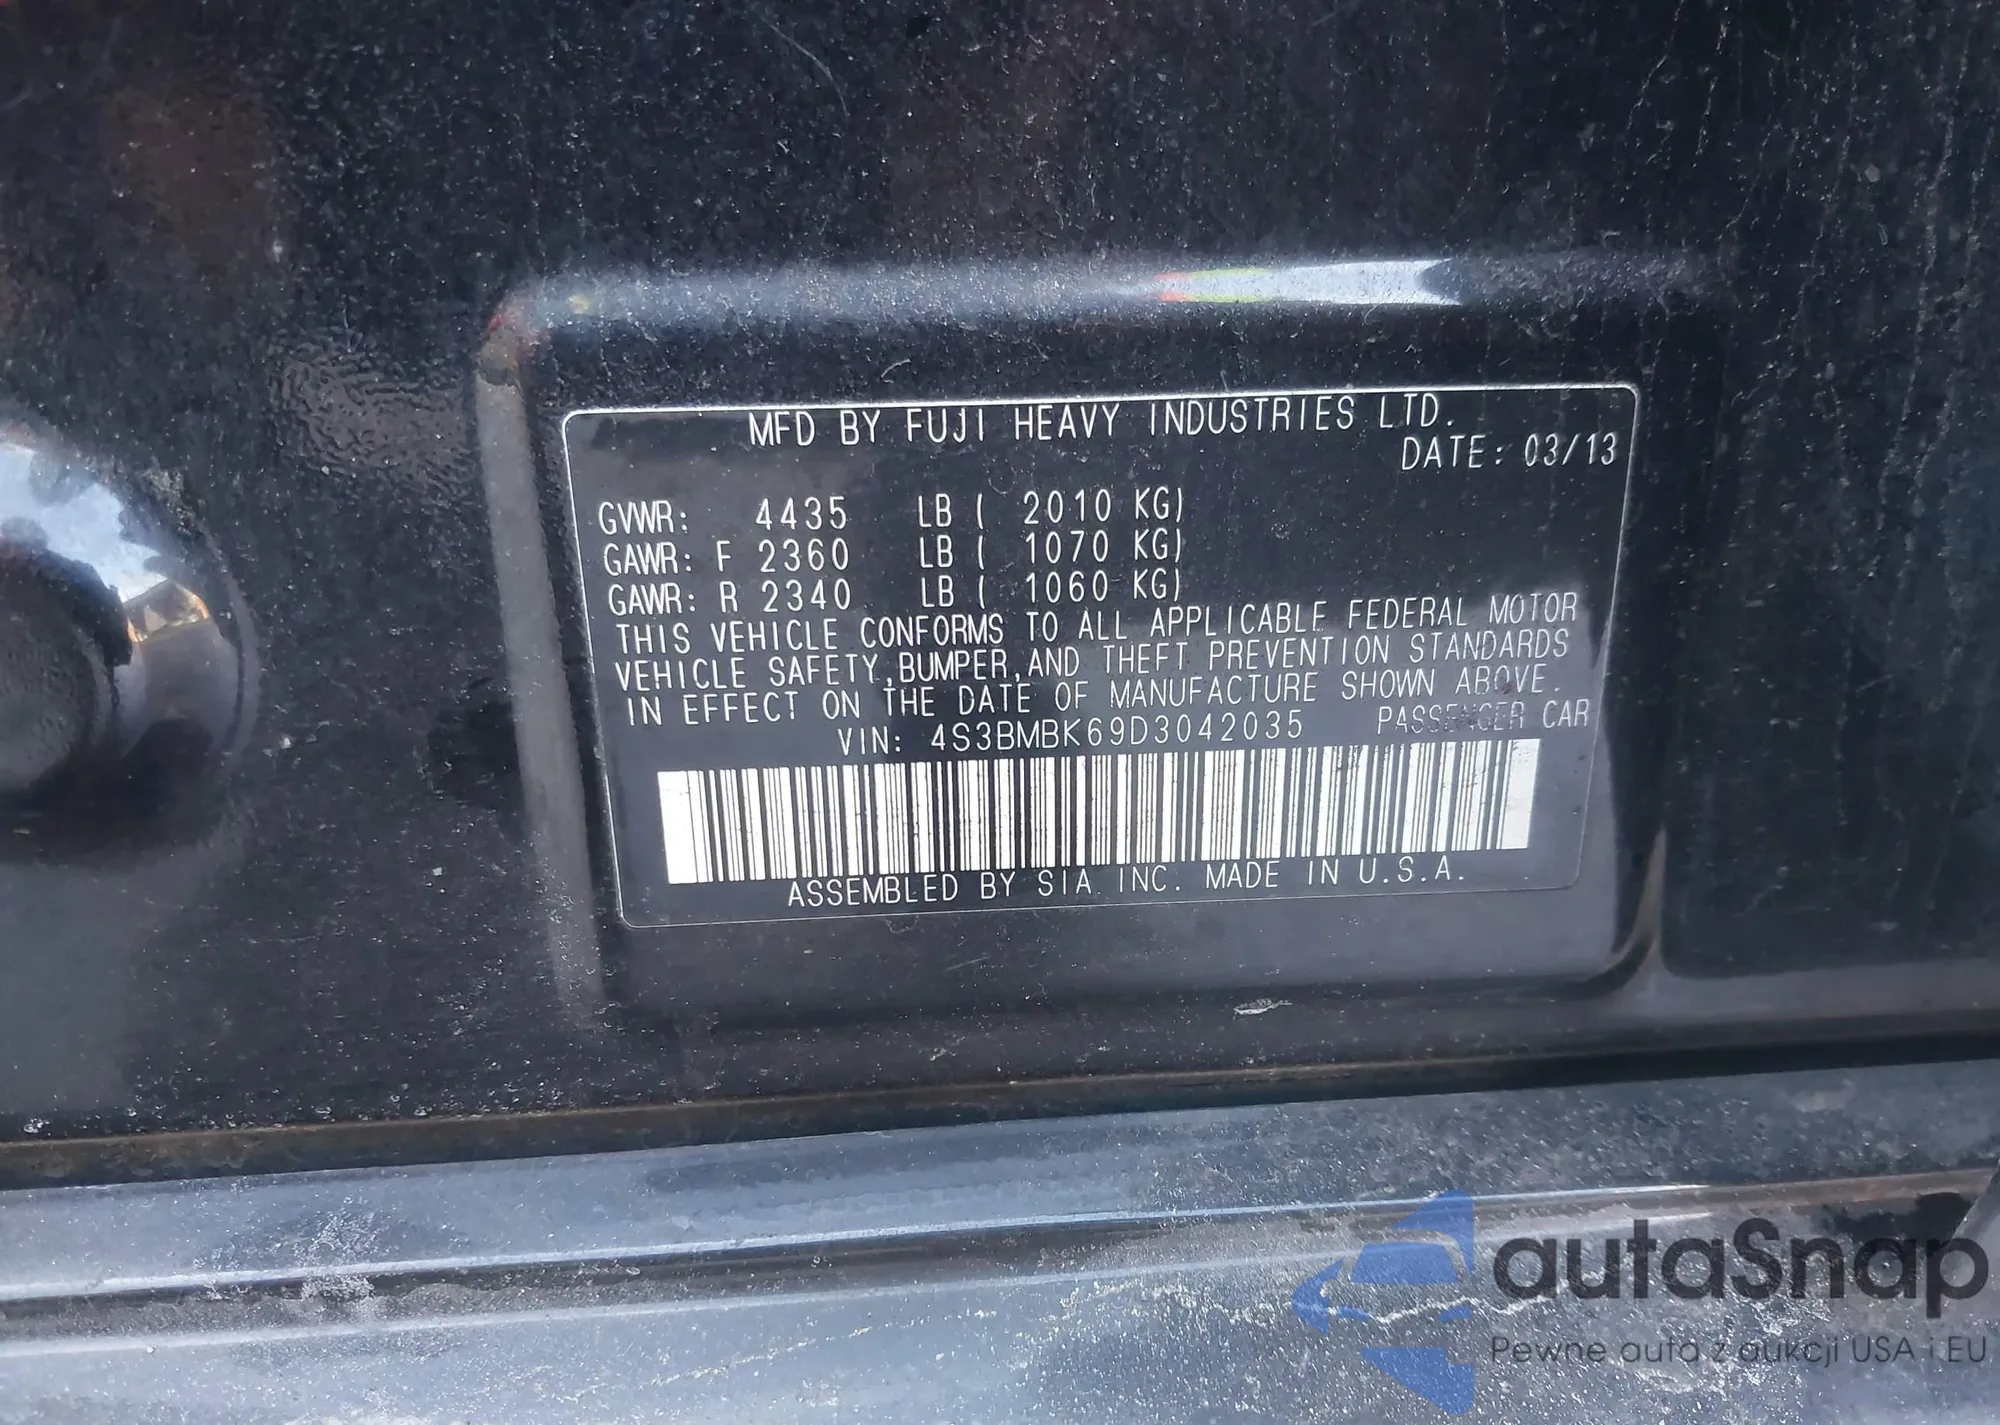 MFD BY FUJI HEAVY INDUSTRIES LTD.
DATE: 03/13
GVWR: 4435 LB ( 2010 KG)
GAWR: F 2360 LB ( 1070 KG)
GAWR: R 2340 LB ( 1060 KG)
THIS VEHICLE CONFORMS TO ALL APPLICABLE FEDERAL MOTOR
VEHICLE SAFETY,BUMPER,AND THEFT PREVENTION STANDARDS
IN EFFECT ON THE DATE OF MANUFACTURE SHOWN ABOVE.
VIN: 4S3BMBK69D3042035 PASSENGER CAR
ASSEMBLED BY SIA. INC. MADE IN U.S.A.
autaSnap
Pewne auta z aukcji USA i EU